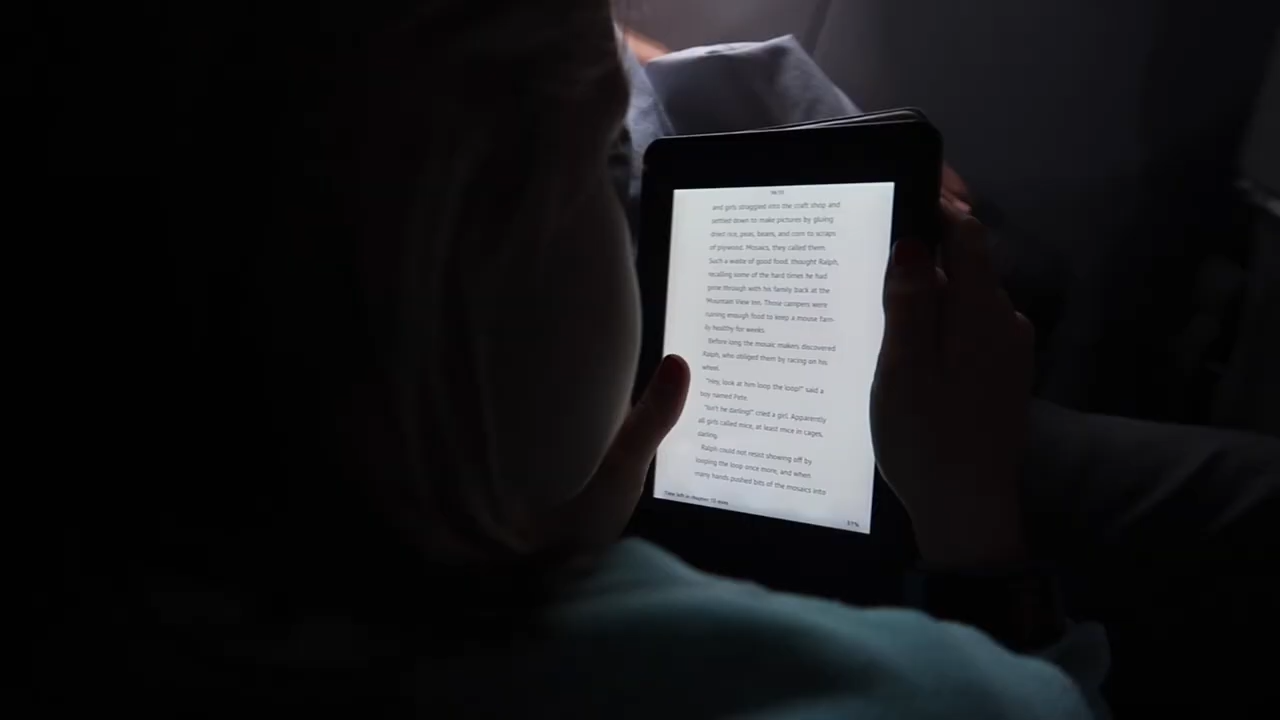 and girls straggled into the craft shop and
settled down to make pictures by gluing
dried rice, peas, beans, and corn to scraps
of plywood. Mosaics, they called them.
Such a waste of good food, thought Ralph,
recalling some of the hard times he had
gone through with his family back at the
Mountain View Inn. Those campers were
ruining enough food to keep a mouse fam-
ily healthy for weeks.
Before long the mosaic makers discovered
Ralph, who obliged them by racing on his
wheel.
"Hey, look at him loop the loop!" said a
boy named Pete.
"Isn't he darling!" cried a girl. Apparently
all girls called mice, at least mice in cages,
darling.
Ralph could not resist showing off by
looping the loop once more, and when
many hands pushed bits of the mosaics into
Time left in chapter: 10 mins